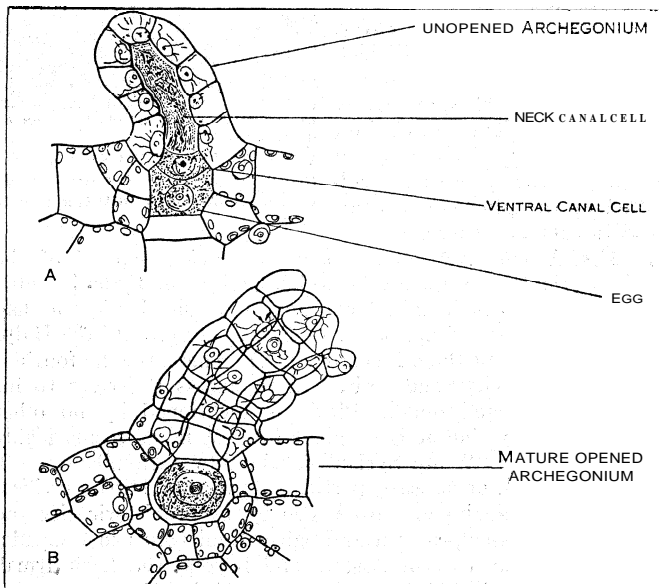 UNOPENED ARCHEGONIUM
NECK CANAL CELL
VENTRAL CANAL CELL
EGG
A
MATURE OPENED
ARCHEGONIUM
B